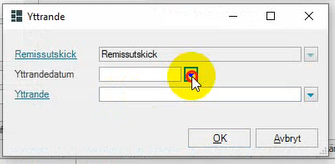 Yttrande
Remissutskick Remissutskick
Yttrandedatum
Yttrande
OK Avbryt